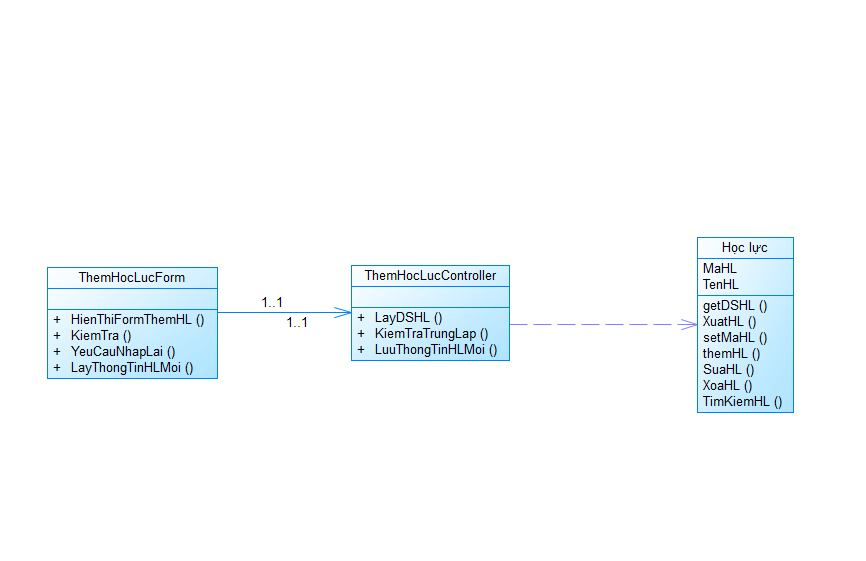 ThemHocLucForm
+ HienThiFormThemHL ()
+ KiemTra ()
+ YeuCauNhapLai ()
+ LayThongTinHLMoi ()
1..1
1..1
ThemHocLucController
+ LayDSHL ()
+ KiemTraTrungLap ()
+ LuuThongTinHLMoi ()
Học lực
MaHL
TenHL
getDSHL ()
XuatHL ()
setMaHL ()
themHL ()
SuaHL ()
XoaHL ()
TimKiemHL ()